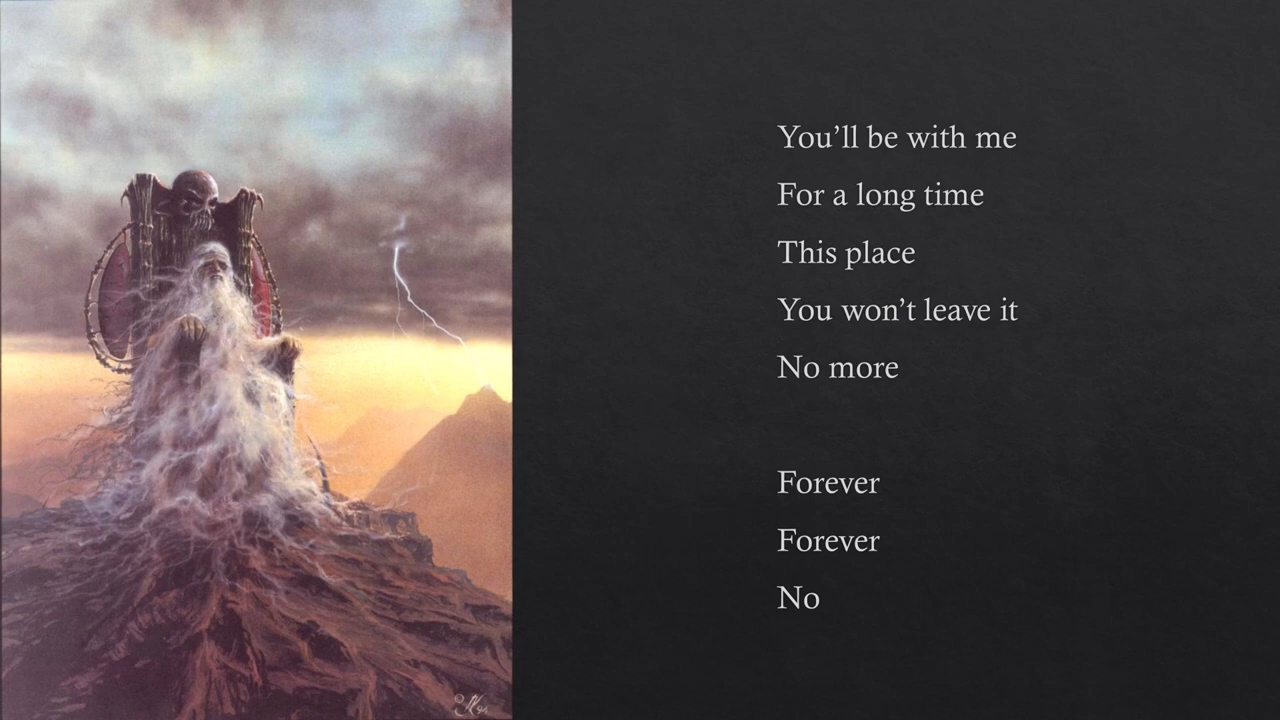 You’ll be with me
For a long time
This place
You won’t leave it
No more
Forever
Forever
No